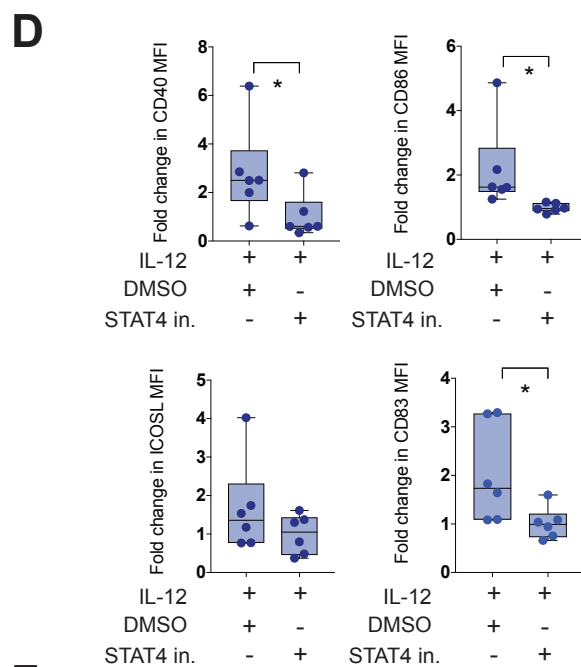 D
Fold change in CD40 MFI
8
6
4
2
0
*
IL-12 + +
DMSO + -
STAT4 in. - +
Fold change in CD86 MFI
6
4
2
0
*
IL-12 + +
DMSO + -
STAT4 in. - +
Fold change in ICOSL MFI
5
4
3
2
1
0
IL-12 + +
DMSO + -
STAT4 in. - +
Fold change in CD83 MFI
4
3
2
1
0
*
IL-12 + +
DMSO + -
STAT4 in. - +